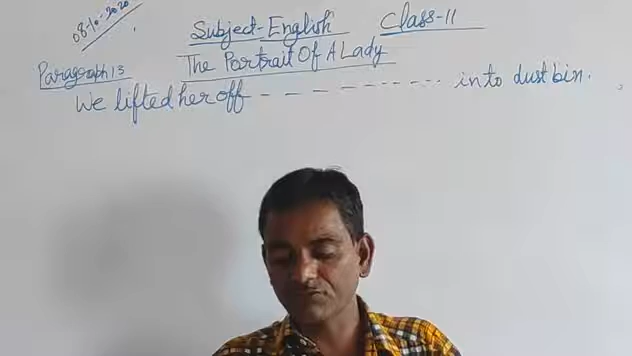 08-10-2020
Subject-English Class-11
The Portrait Of A Lady
Paragraph 13
We lifted her off - - - - - - - - - - - - - into dust bin.